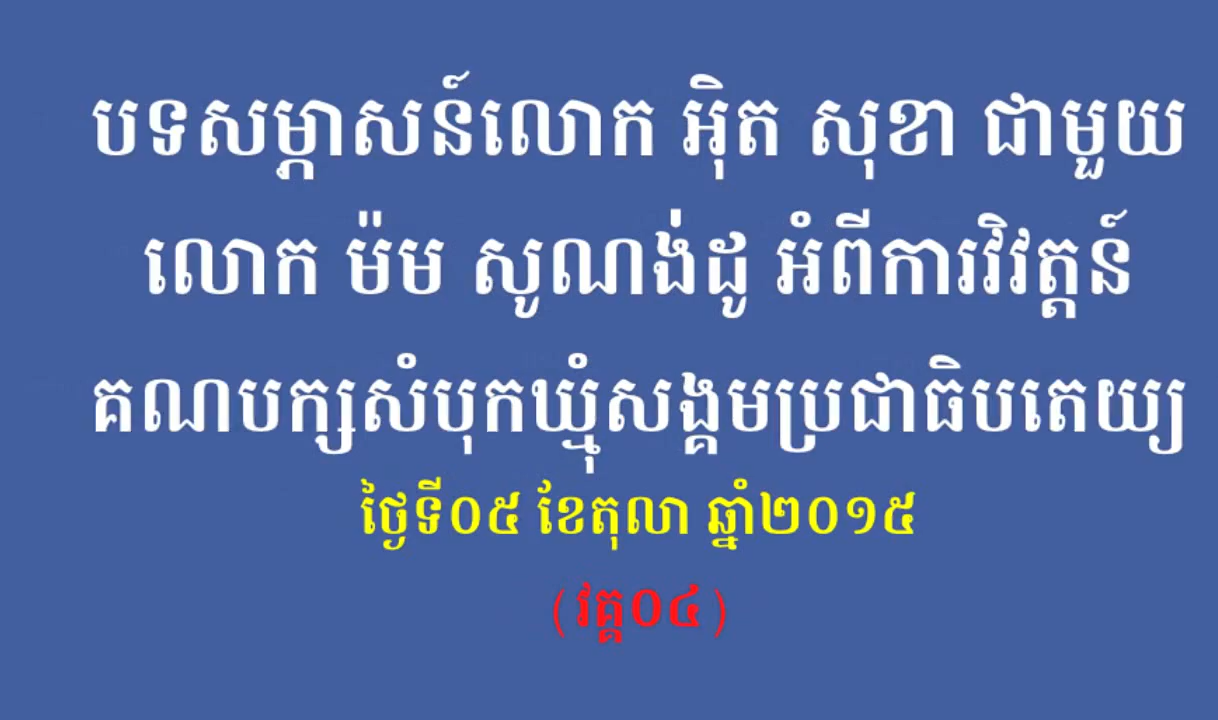 បទសម្ភាសន៍លោក អ៊ិត សុខា ជាមួយ
លោក ម៉ម សូណង់ដូ អំពីការវិវត្តន៍
គណបក្សសំបុកឃ្មុំសង្គមប្រជាធិបតេយ្យ
ថ្ងៃទី០៥ ខែតុលា ឆ្នាំ២០១៥
(វគ្គ០៤)